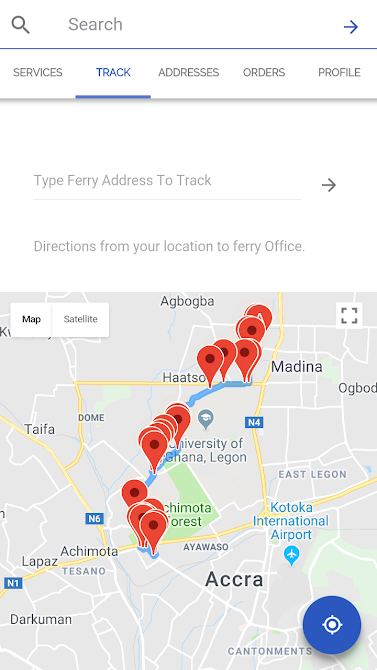 Search
SERVICES
TRACK
ADDRESSES
ORDERS
PROFILE
Type Ferry Address To Track
Directions from your location to ferry Office.
Map
Satellite
Agbogba
Madina
Haatso
Ogbod
DOME
Taifa
N4
University of
Ghana, Legon
EAST LEGON
Kotoka
International
Airport
N6
chimota
Forest
Achimota
AYAWASO
Lapaz
TESANO
N1
Accra
Darkuman
CANTONMENTS